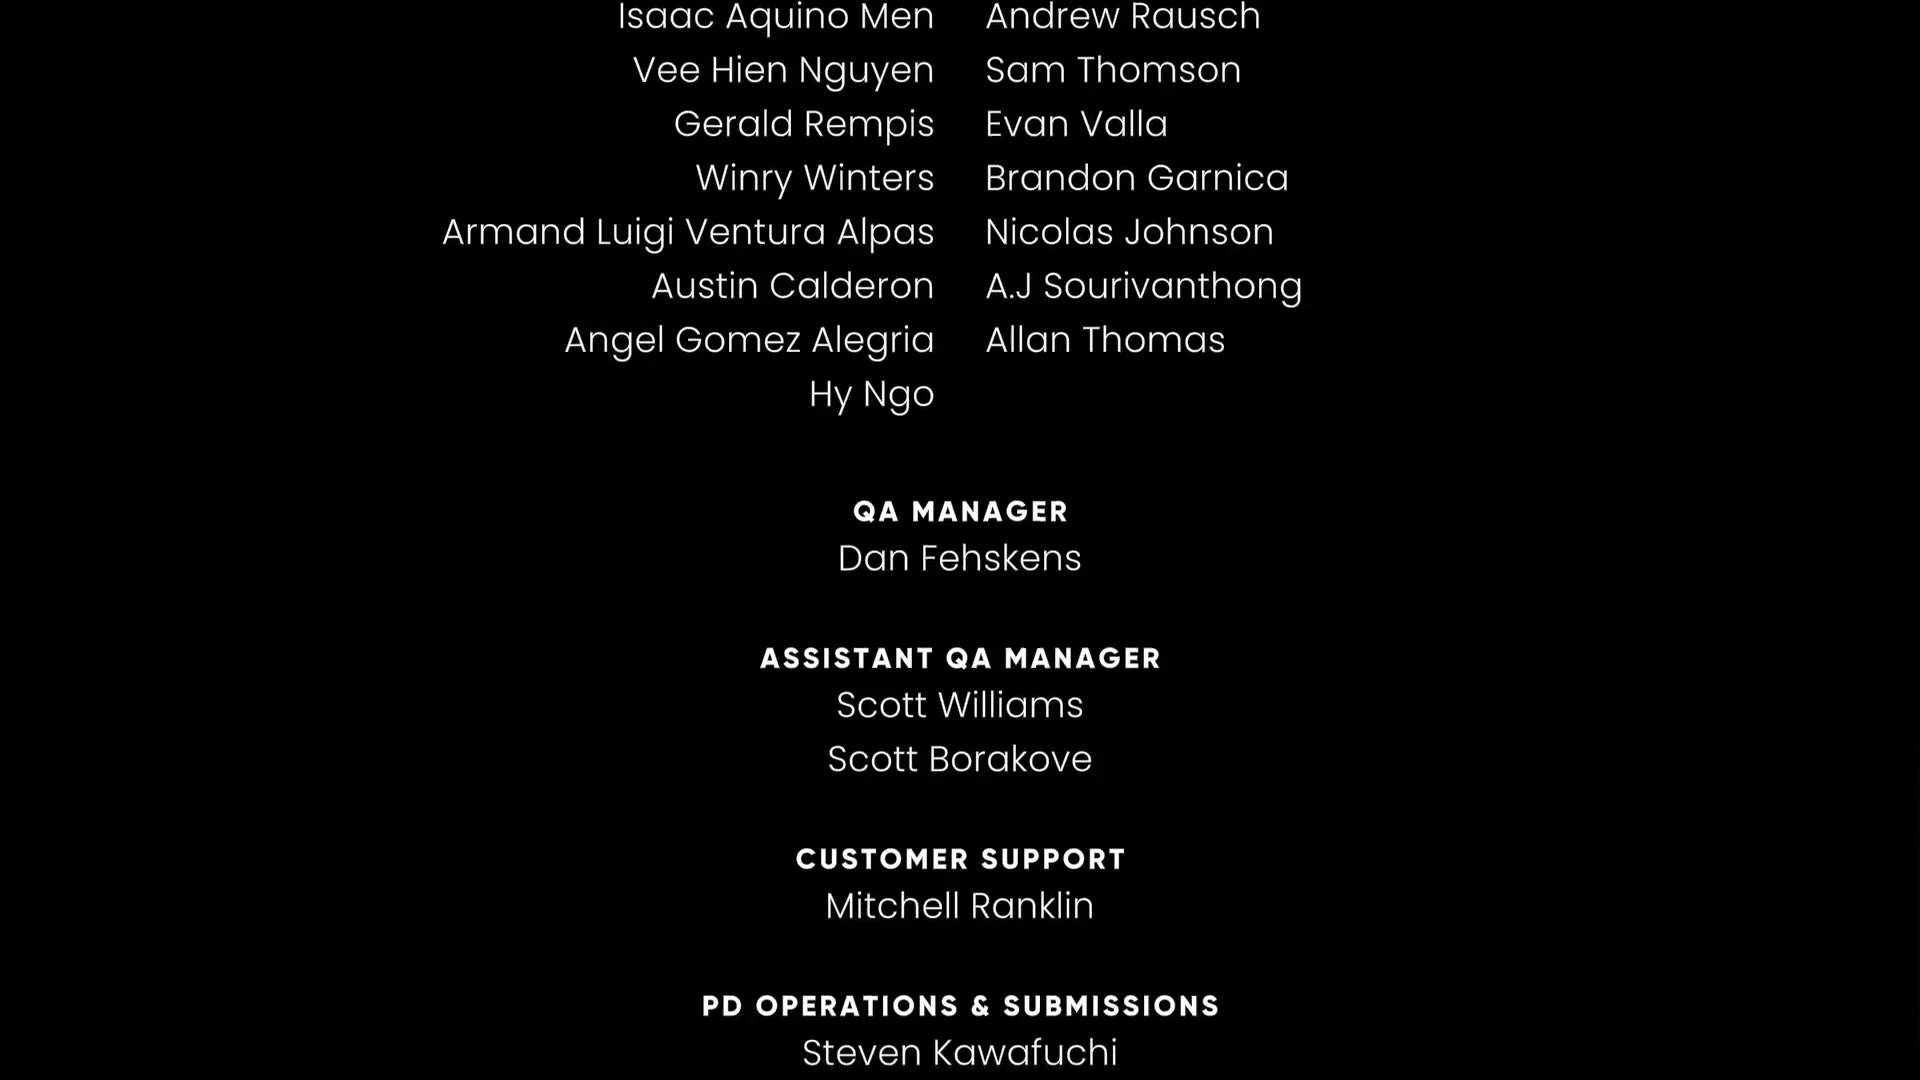 Isaac Aquino Men Andrew Rausch
Vee Hien Nguyen Sam Thomson
Gerald Rempis Evan Valla
Winry Winters Brandon Garnica
Armand Luigi Ventura Alpas Nicolas Johnson
Austin Calderon A.J Sourivanthong
Angel Gomez Alegria Allan Thomas
Hy Ngo
QA MANAGER
Dan Fehskens
ASSISTANT QA MANAGER
Scott Williams
Scott Borakove
CUSTOMER SUPPORT
Mitchell Ranklin
PD OPERATIONS & SUBMISSIONS
Steven Kawafuchi